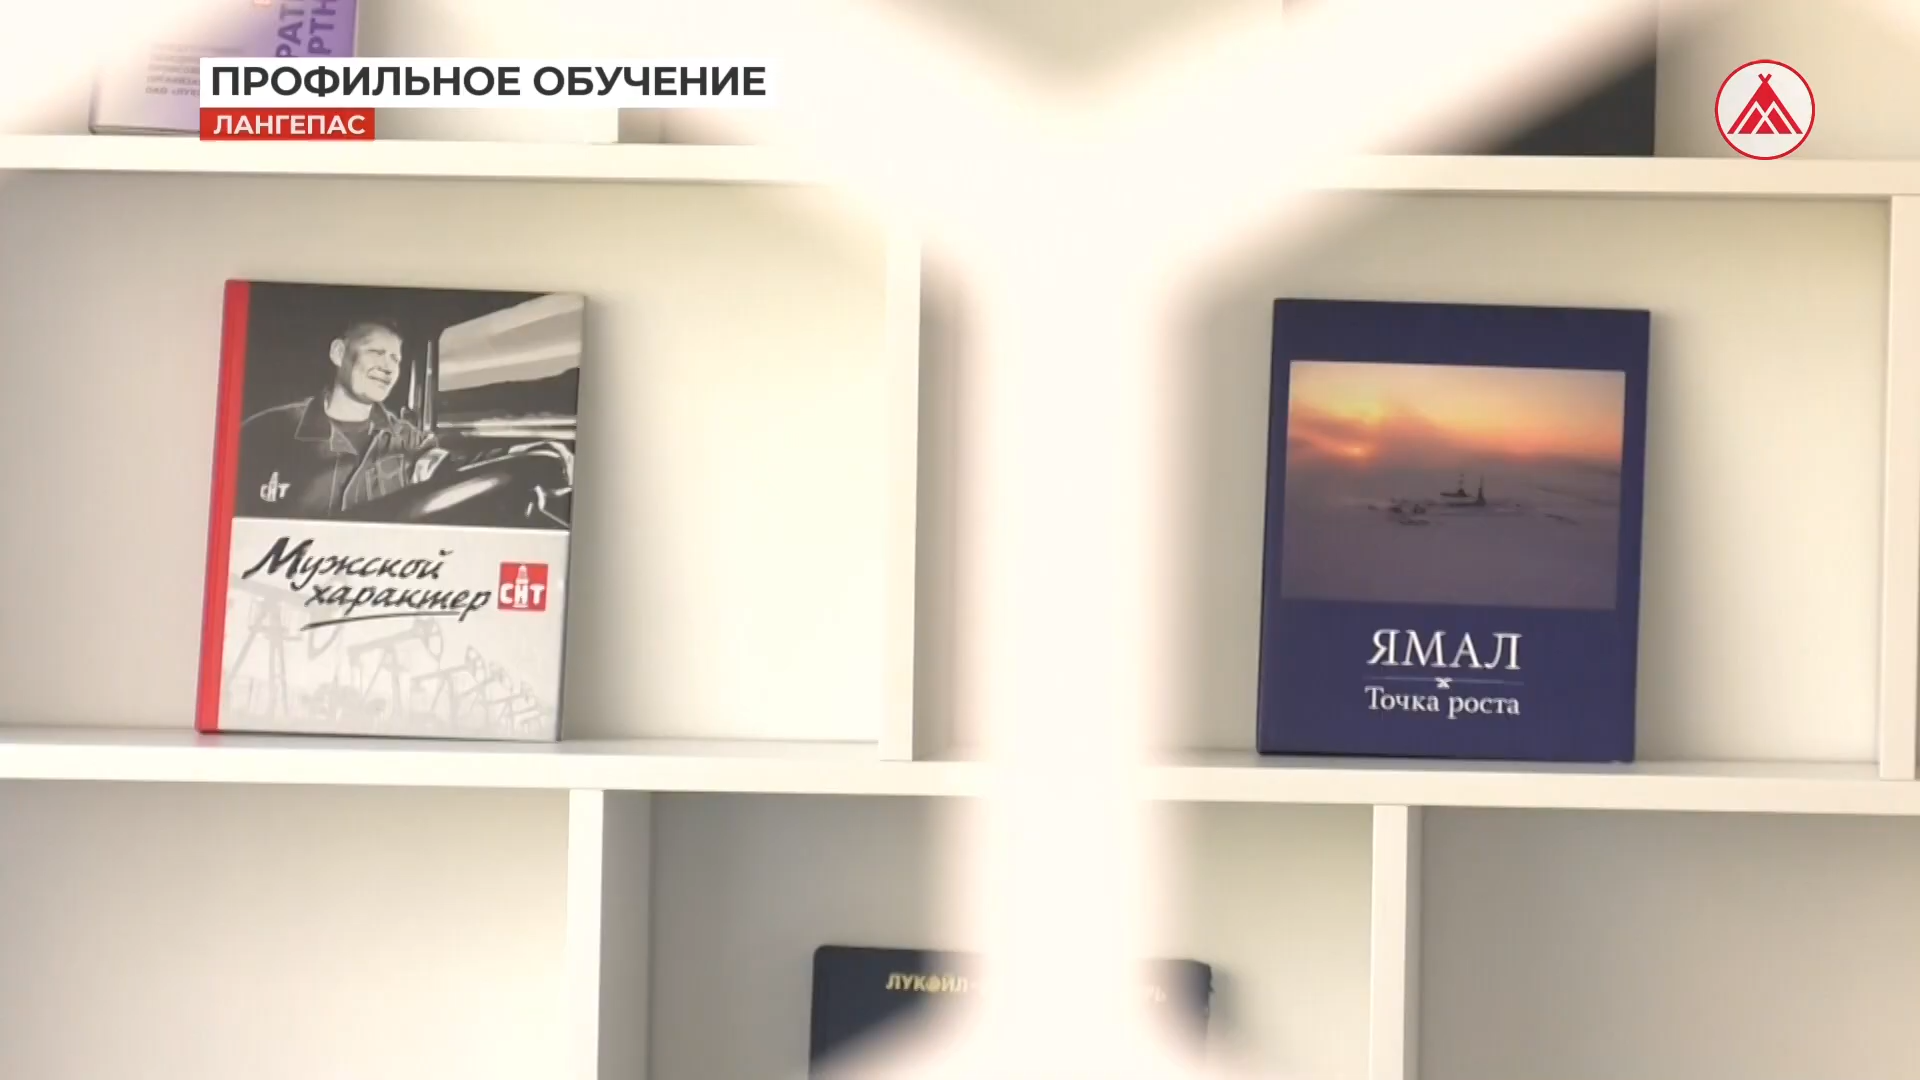 ПРОФИЛЬНОЕ ОБУЧЕНИЕ
ЛАНГЕПАС
СНТ
Мужской
характер
СНТ
ЯМАЛ
Точка роста
ЛУКОЙЛ